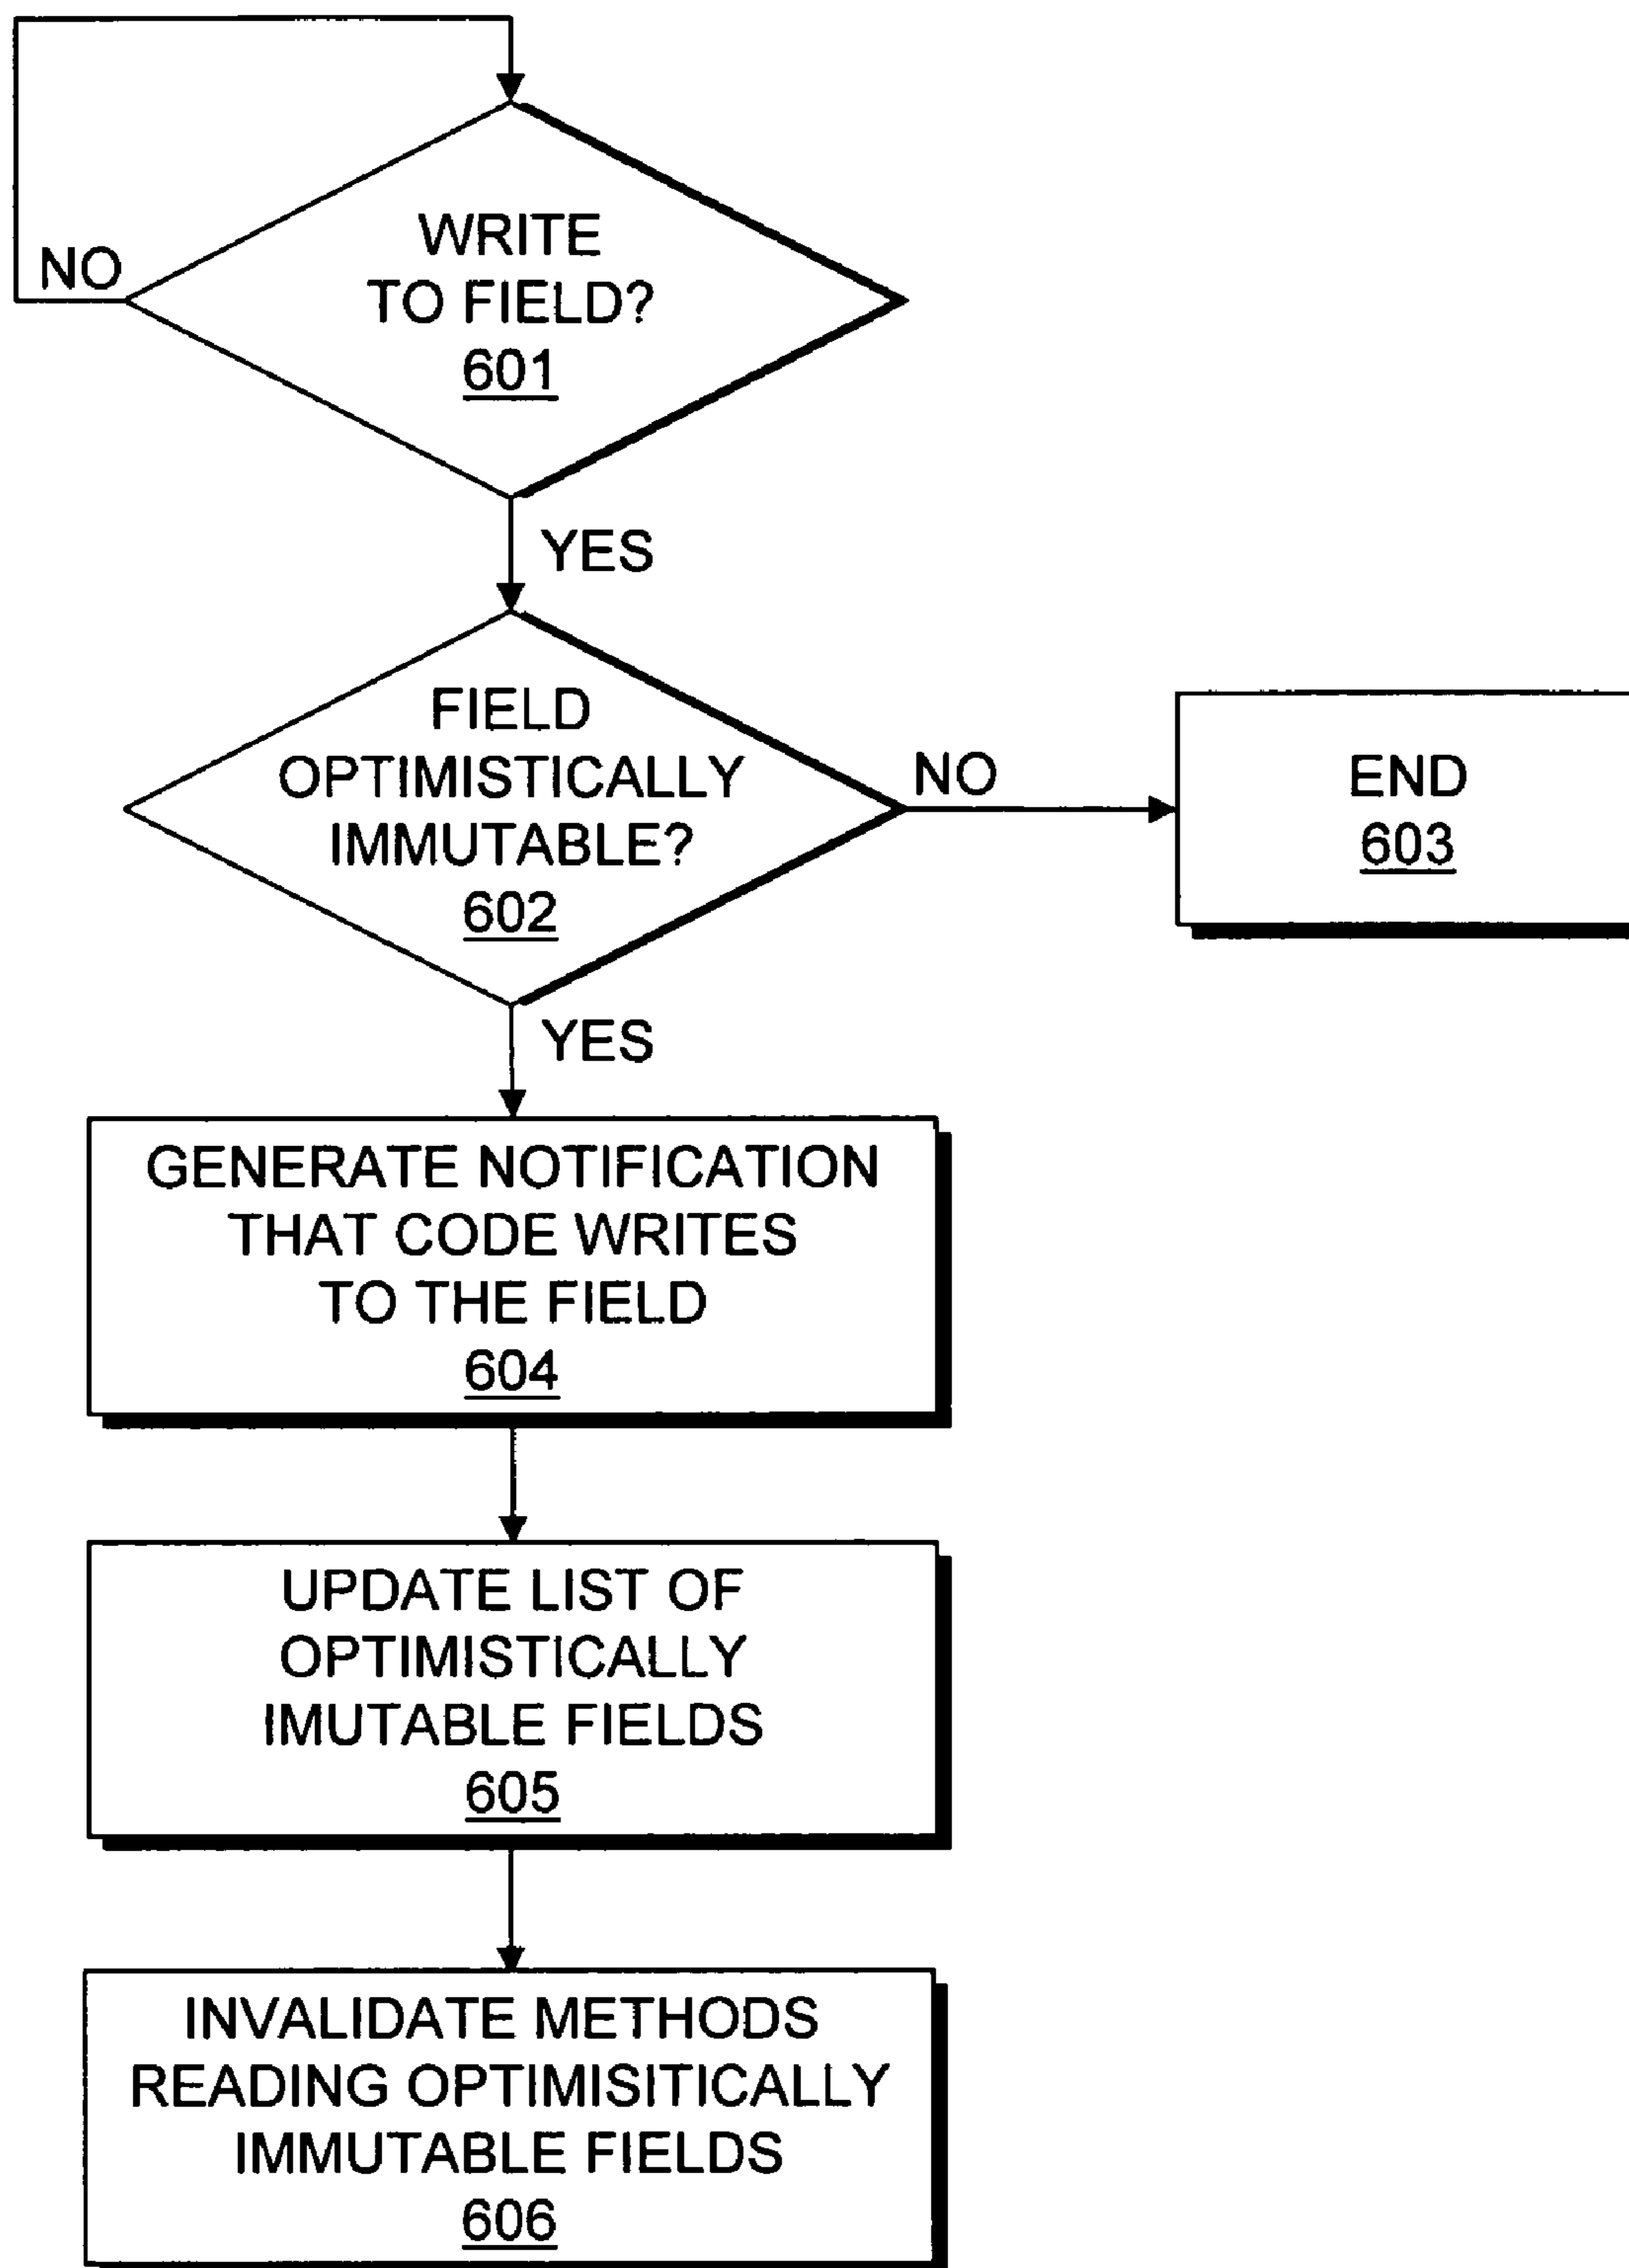 WRITE
TO FIELD?
601
NO
YES
FIELD
OPTIMISTICALLY
IMMUTABLE?
602
NO
END
603
YES
GENERATE NOTIFICATION
THAT CODE WRITES
TO THE FIELD
604
UPDATE LIST OF
OPTIMISTICALLY
IMUTABLE FIELDS
605
INVALIDATE METHODS
READING OPTIMISITICALLY
IMMUTABLE FIELDS
606